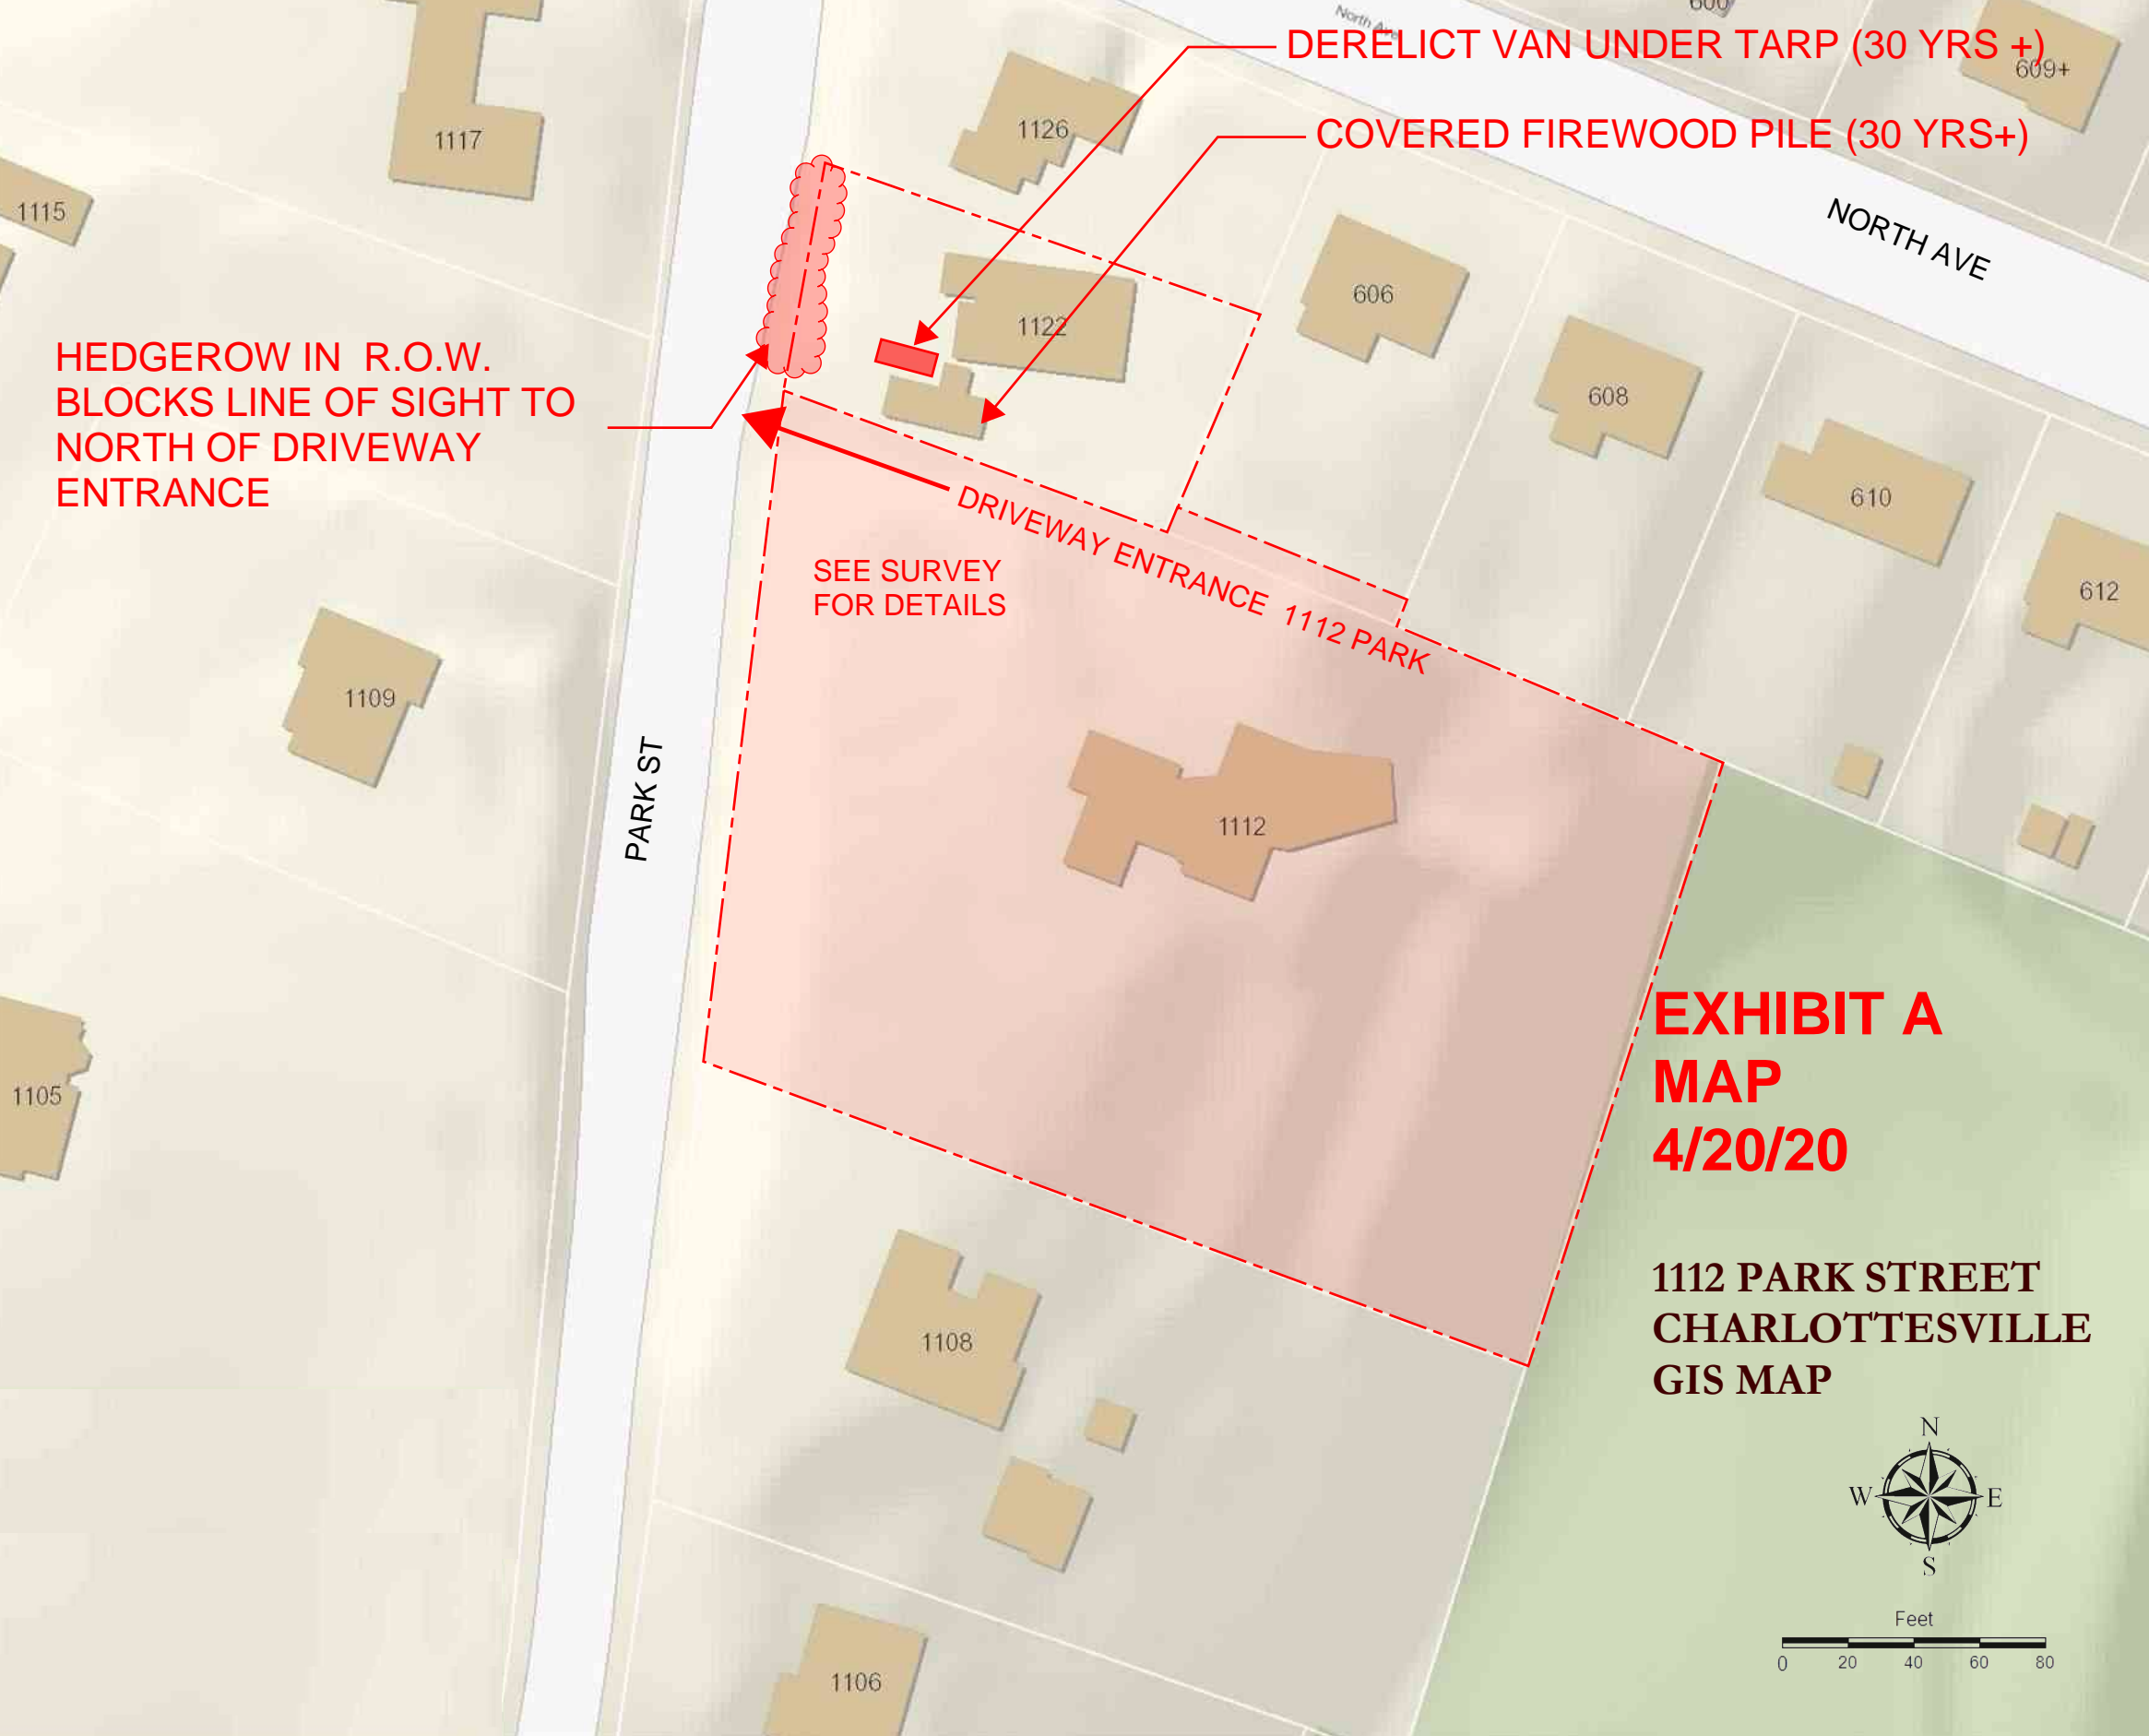 North Ave
600
DERELICT VAN UNDER TARP (30 YRS +)
609+
COVERED FIREWOOD PILE (30 YRS+)
1126
1117
1115
NORTH AVE
606
1122
HEDGEROW IN R.O.W.
BLOCKS LINE OF SIGHT TO
NORTH OF DRIVEWAY
ENTRANCE
608
610
612
DRIVEWAY ENTRANCE 1112 PARK
SEE SURVEY
FOR DETAILS
1109
PARK ST
1112
EXHIBIT A
MAP
4/20/20
1105
1112 PARK STREET
CHARLOTTESVILLE
GIS MAP
1108
N
W
E
S
Feet
0 20 40 60 80
1106